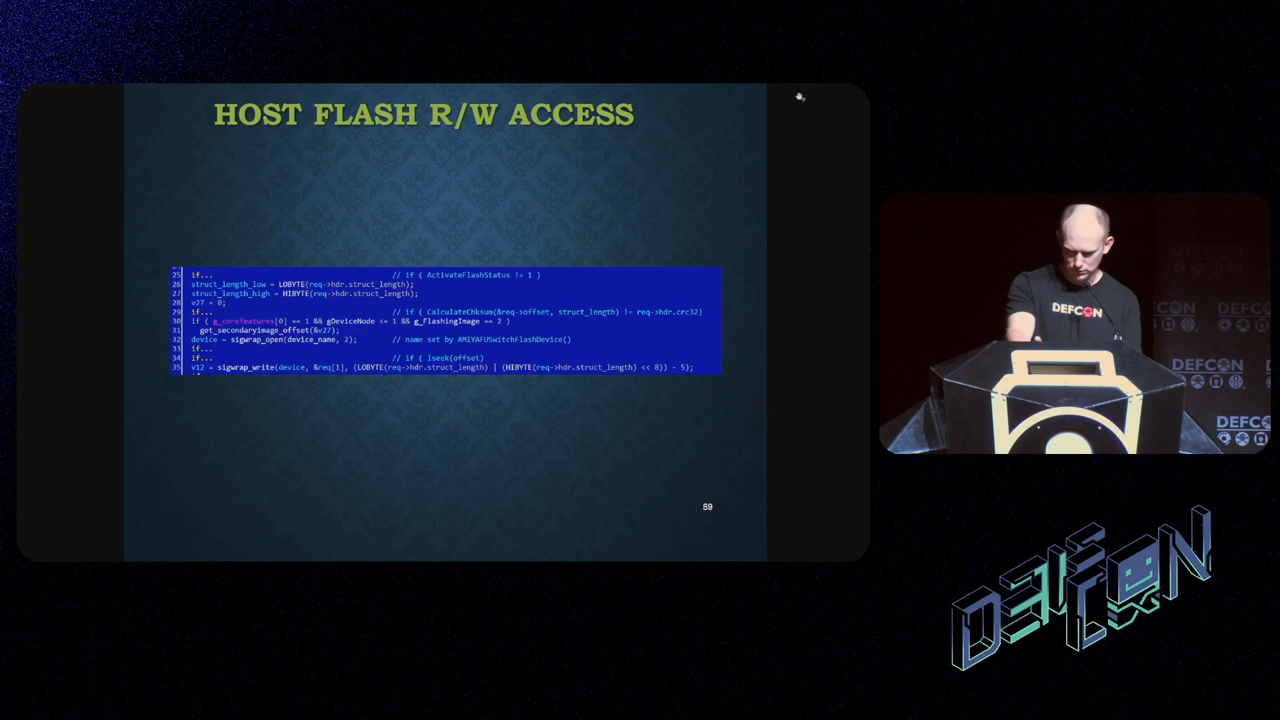 HOST FLASH R/W ACCESS
25 if... // if ( ActivateFlashStatus != 1 )
26 struct_length_low = LOBYTE(req->hdr.struct_length);
27 struct_length_high = HIBYTE(req->hdr.struct_length);
28 v27 = 0;
29 if... // if ( CalculateChksum(&req->offset, struct_length) != req->hdr.crc32)
30 if ( g_corefeatures[0] == 1 && gDeviceNode <= 1 && g_FlashingImage == 2 )
31 get_secondaryimage_offset(&v27);
32 device = sigwrap_open(device_name, 2); // name set by AMIYAFUSwitchFlashDevice()
33 if...
34 if... // if ( lseek(offset)
35 v12 = sigwrap_write(device, &req[1], (LOBYTE(req->hdr.struct_length) | (HIBYTE(req->hdr.struct_length) << 8)) - 5);
59
DEFCON
DEFCON
DEFC
DEFCON